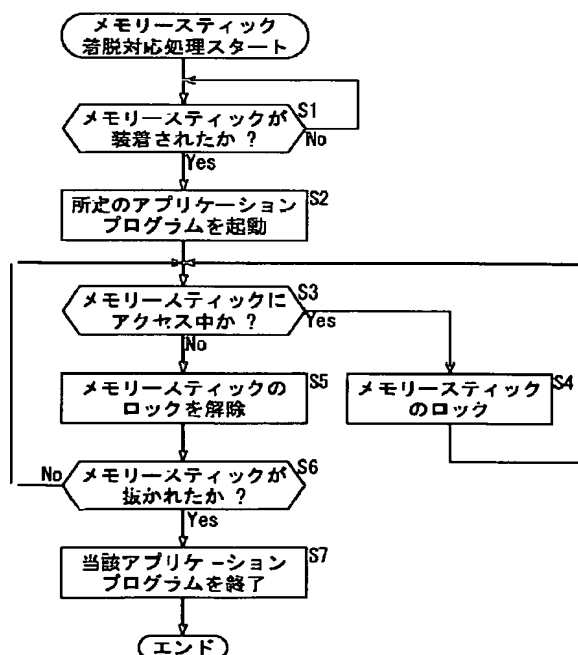 メモリースティック
着脱対応処理スタート
S1
メモリースティックが
装着されたか ?
No
Yes
S2
所定のアプリケーション
プログラムを起動
S3
メモリースティックに
アクセス中か ?
Yes
No
S5
メモリースティックの
ロックを解除
S4
メモリースティック
のロック
S6
No
メモリースティックが
抜かれたか ?
Yes
S7
当該アプリケーション
プログラムを終了
エンド